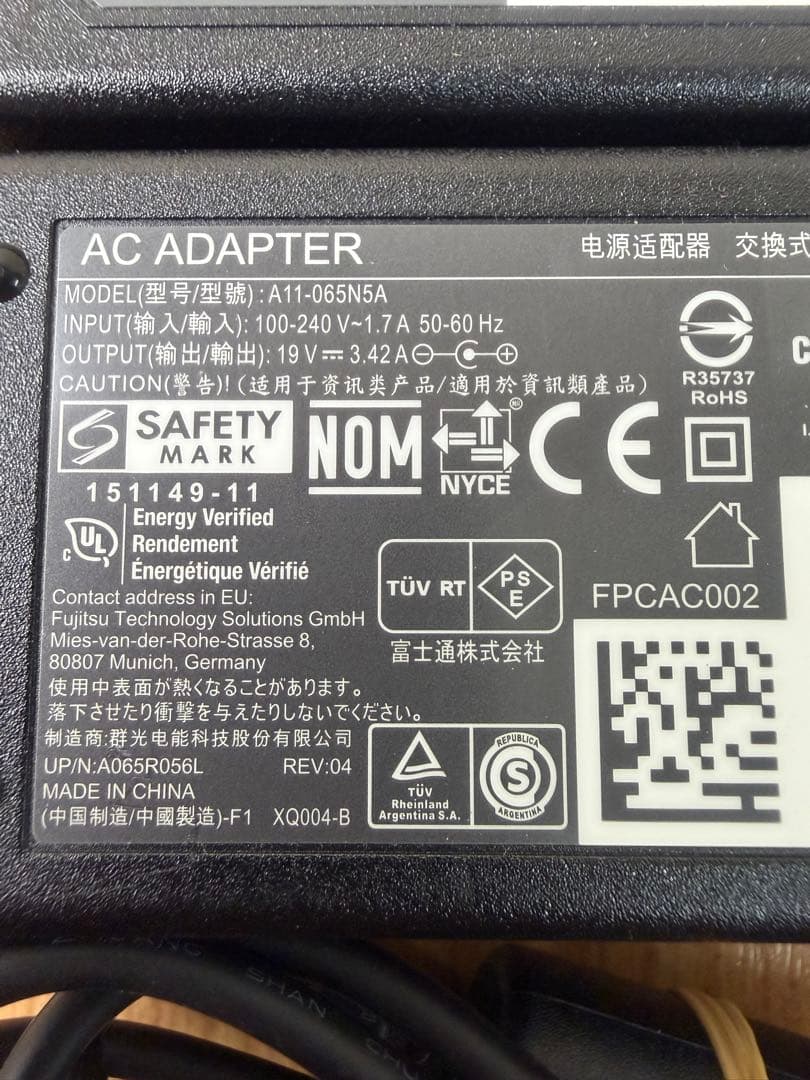 AC ADAPTER
电源适配器 交換式
MODEL(型号/型號) : A11-065N5A
INPUT(输入/輸入): 100-240 V~1.7 A 50-60 Hz
OUTPUT(输出/輸出): 19 V⎓3.42 A
CAUTION(警告)! (适用于资讯类产品/適用於資訊類產品)
R35737
RoHS
SAFETY
MARK
NOM
NYCE
CE
151149-11
c UL
Energy Verified
Rendement
Énergétique Vérifié
Contact address in EU:
Fujitsu Technology Solutions GmbH
Mies-van-der-Rohe-Strasse 8,
80807 Munich, Germany
TÜV RT
PS
E
富士通株式会社
FPCAC002
使用中表面が熱くなることがあります。
落下させたり衝撃を与えたりしないでください。
制造商:群光电能科技股份有限公司
UP/N:A065R056L REV:04
MADE IN CHINA
(中国制造/中國製造)-F1 XQ004-B
TÜV
Rheinland
Argentina S.A.
REPUBLICA
S
ARGENTINA
SHAN